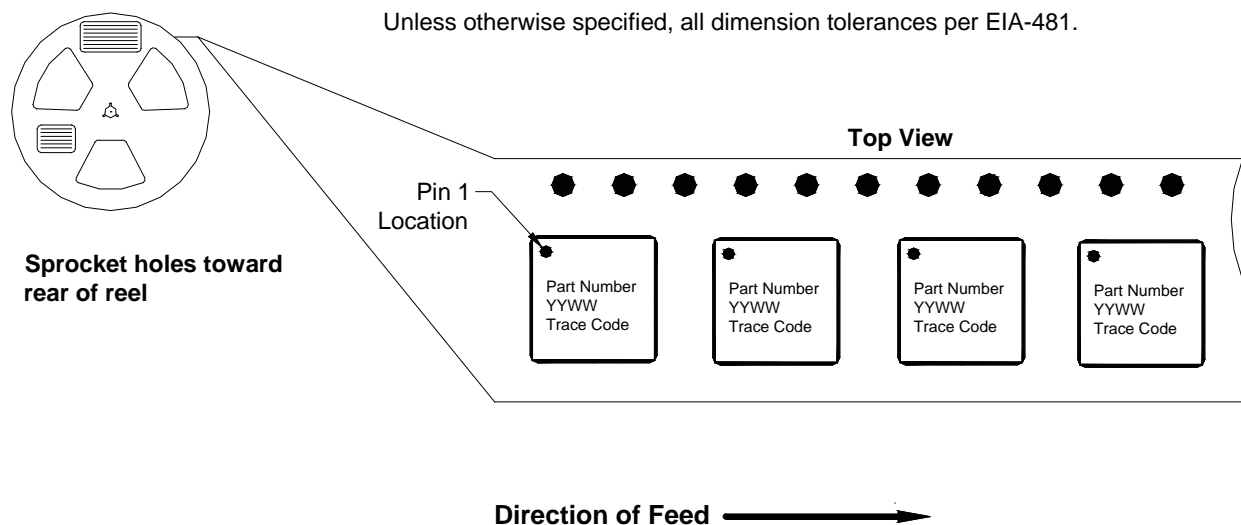 Unless otherwise specified, all dimension tolerances per EIA-481.
Top View
Pin 1
Location
Sprocket holes toward
rear of reel
Part Number
YYWW
Trace Code
Part Number
YYWW
Trace Code
Part Number
YYWW
Trace Code
Part Number
YYWW
Trace Code
Direction of Feed